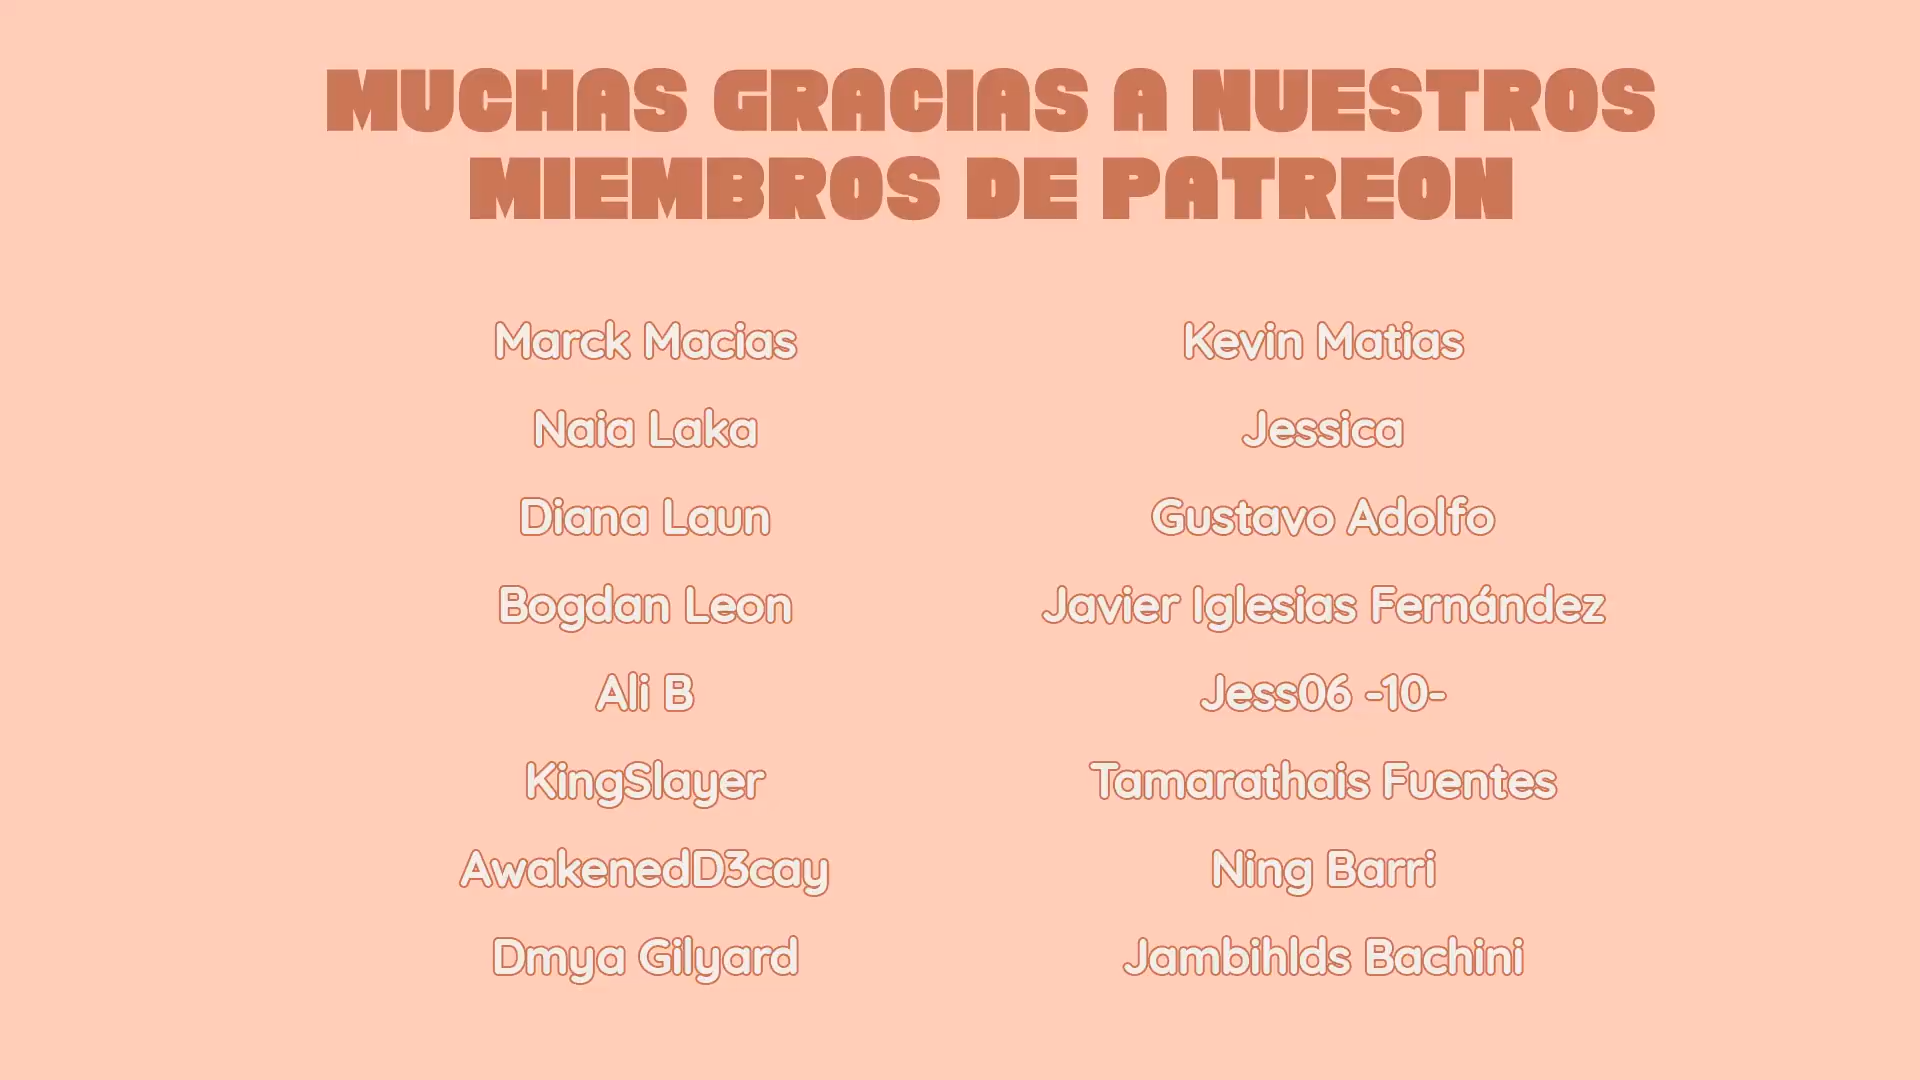 MUCHAS GRACIAS A NUESTROS
MIEMBROS DE PATREON
Marck Macias
Naia Laka
Diana Laun
Bogdan Leon
Ali B
KingSlayer
AwakenedD3cay
Dmya Gilyard
Kevin Matias
Jessica
Gustavo Adolfo
Javier Iglesias Fernández
Jess06 -10-
Tamarathais Fuentes
Ning Barri
Jambihlds Bachini